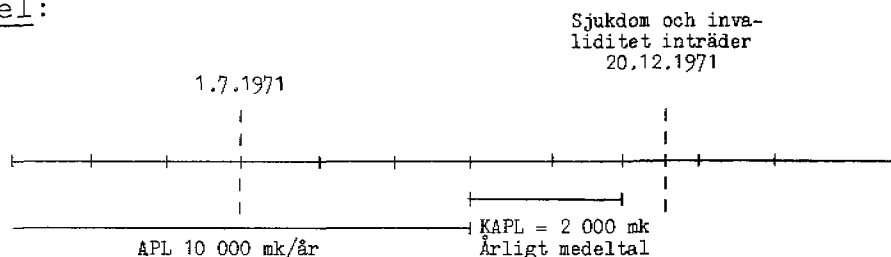 el:
Sjukdom och inva-
liditet inträder
20.12.1971
1.7.1971
APL 10 000 mk/år
KAPL = 2 000 mk
Årligt medeltal